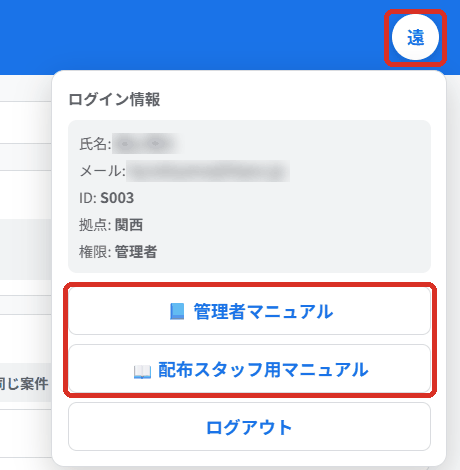 遠
ログイン情報
氏名:
メール:
ID: S003
拠点: 関西
権限: 管理者
管理者マニュアル
配布スタッフ用マニュアル
同じ案件
ログアウト